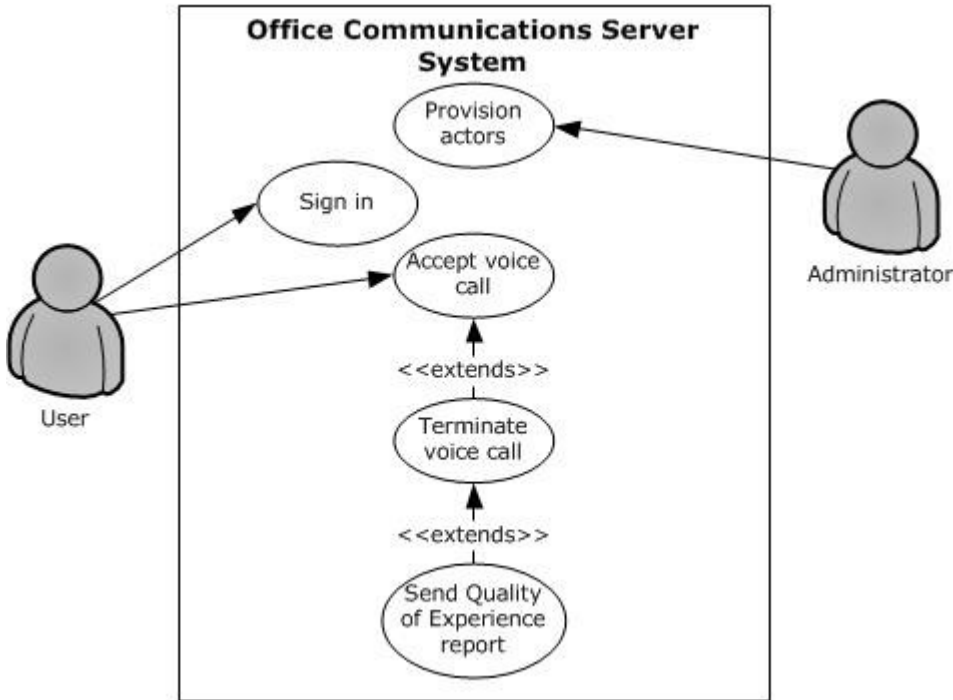 Office Communications Server
System
Provision
actors
Sign in
Accept voice
call
Administrator
<<extends>>
User
Terminate
voice call
<<extends>>
Send Quality
of Experience
report